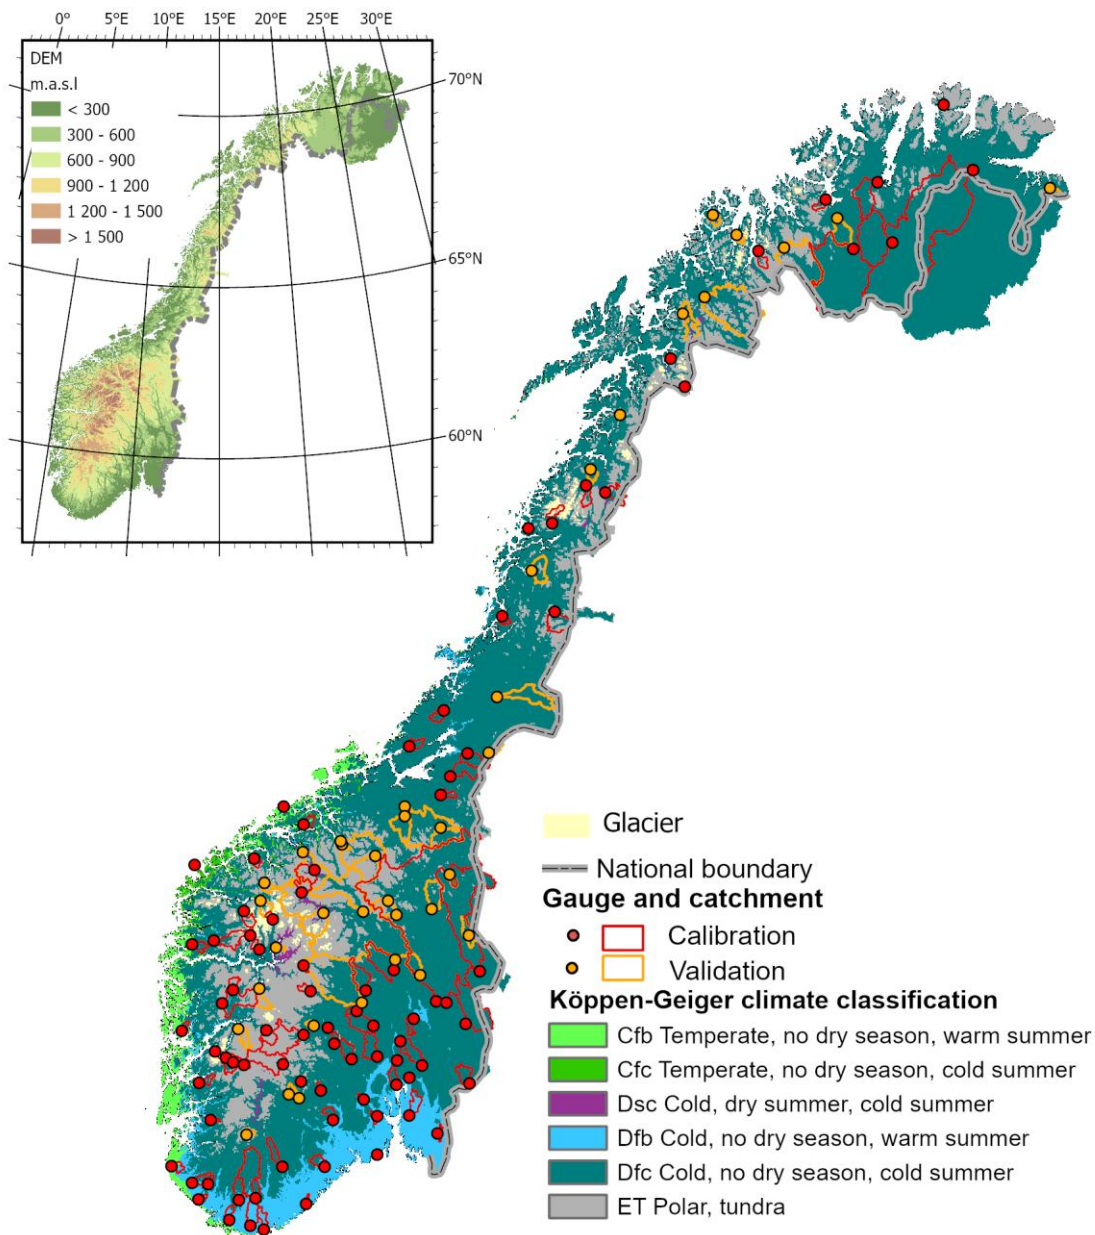 0° 5°E 10°E 15°E 20°E 25°E 30°E
DEM
m.a.s.l
< 300
300 - 600
600 - 900
900 - 1 200
1 200 - 1 500
> 1 500
70°N
65°N
60°N
Glacier
National boundary
Gauge and catchment
Calibration
Validation
Köppen-Geiger climate classification
Cfb Temperate, no dry season, warm summer
Cfc Temperate, no dry season, cold summer
Dsc Cold, dry summer, cold summer
Dfb Cold, no dry season, warm summer
Dfc Cold, no dry season, cold summer
ET Polar, tundra